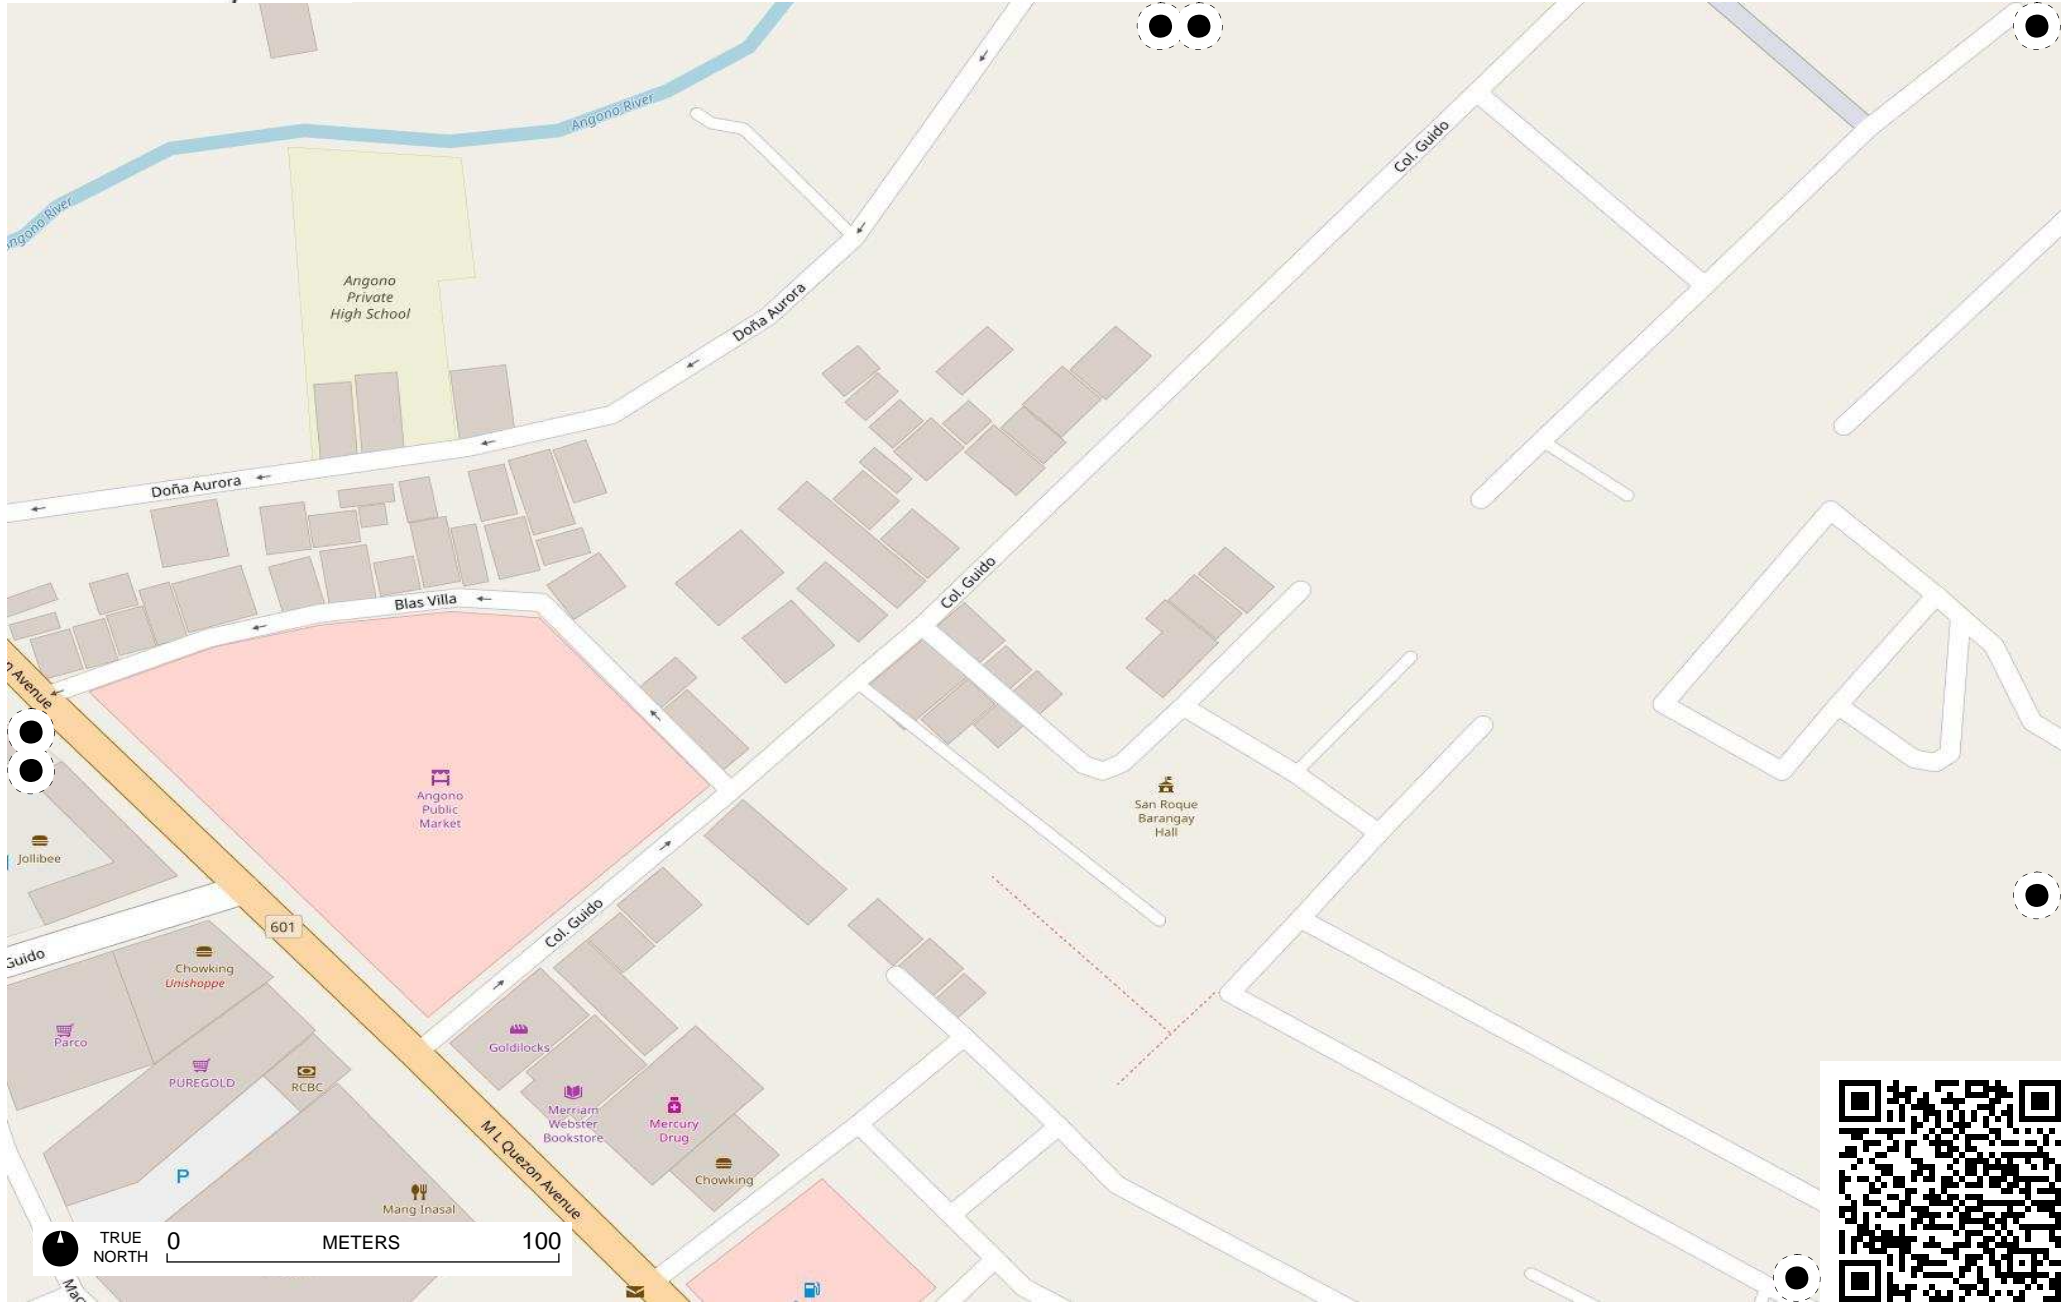 Angono River
Col. Guido
ngono River
Angono
Private
High School
Doña Aurora
Doña Aurora
Col. Guido
Blas Villa
n Avenue
Angono
Public
Market
San Roque
Barangay
Hall
Jollibee
Col. Guido
601
Guido
Chowking
Unishoppe
Parco
Goldilocks
PUREGOLD
RCBC
Merriam
Webster
Bookstore
Mercury
Drug
M L Quezon Avenue
P
Chowking
Mang Inasal
TRUE
NORTH
0 METERS 100